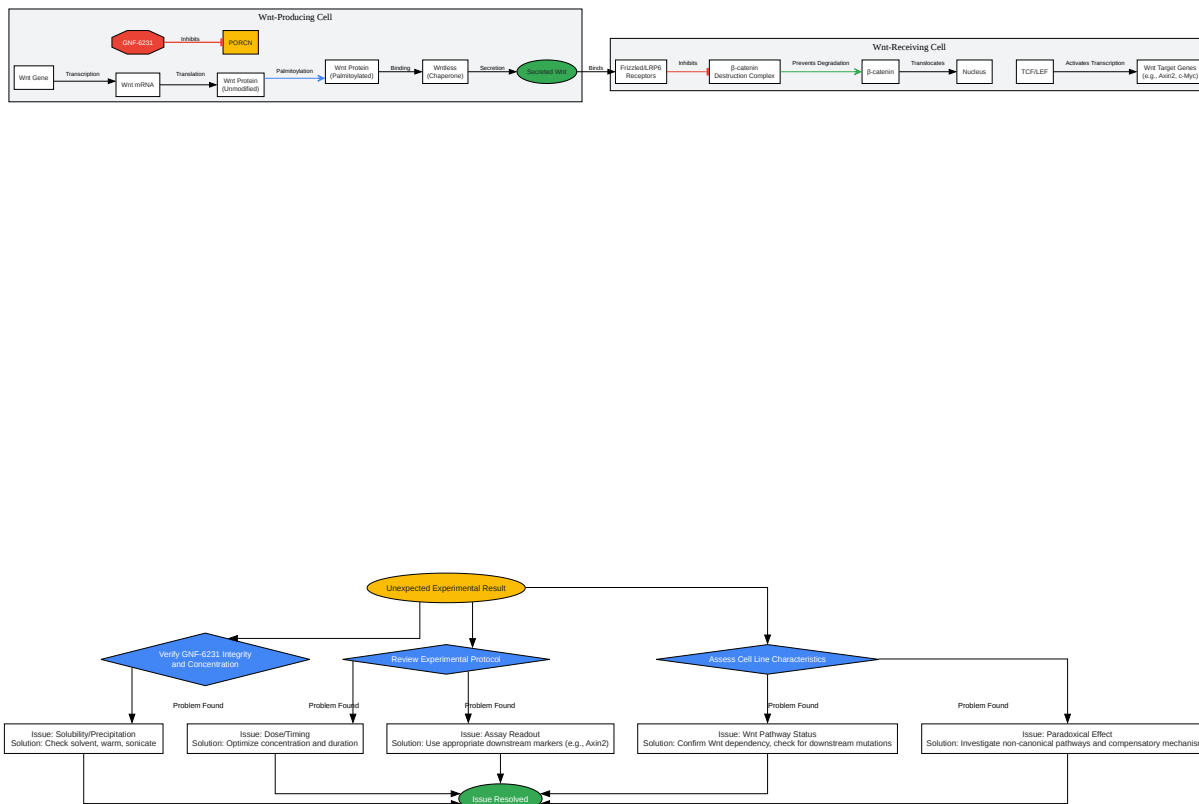 Wnt-Producing Cell
GNF-6231
Inhibits
PORCN
Wnt Gene
Transcription
Wnt mRNA
Translation
Wnt Protein
(Unmodified)
Palmitoylation
Wnt Protein
(Palmitoylated)
Binding
Wntless
(Chaperone)
Secretion
Secreted Wnt
Binds
Wnt-Receiving Cell
Frizzled/LRP6
Receptors
Inhibits
β-catenin
Destruction Complex
Prevents Degradation
β-catenin
Translocates
Nucleus
TCF/LEF
Activates Transcription
Wnt Target Genes
(e.g., Axin2, c-Myc)
Unexpected Experimental Result
Verify GNF-6231 Integrity
and Concentration
Review Experimental Protocol
Assess Cell Line Characteristics
Problem Found
Problem Found
Problem Found
Problem Found
Problem Found
Issue: Solubility/Precipitation
Solution: Check solvent, warm, sonicate
Issue: Dose/Timing
Solution: Optimize concentration and duration
Issue: Assay Readout
Solution: Use appropriate downstream markers (e.g., Axin2)
Issue: Wnt Pathway Status
Solution: Confirm Wnt dependency, check for downstream mutations
Issue: Paradoxical Effect
Solution: Investigate non-canonical pathways and compensatory mechanism
Issue Resolved